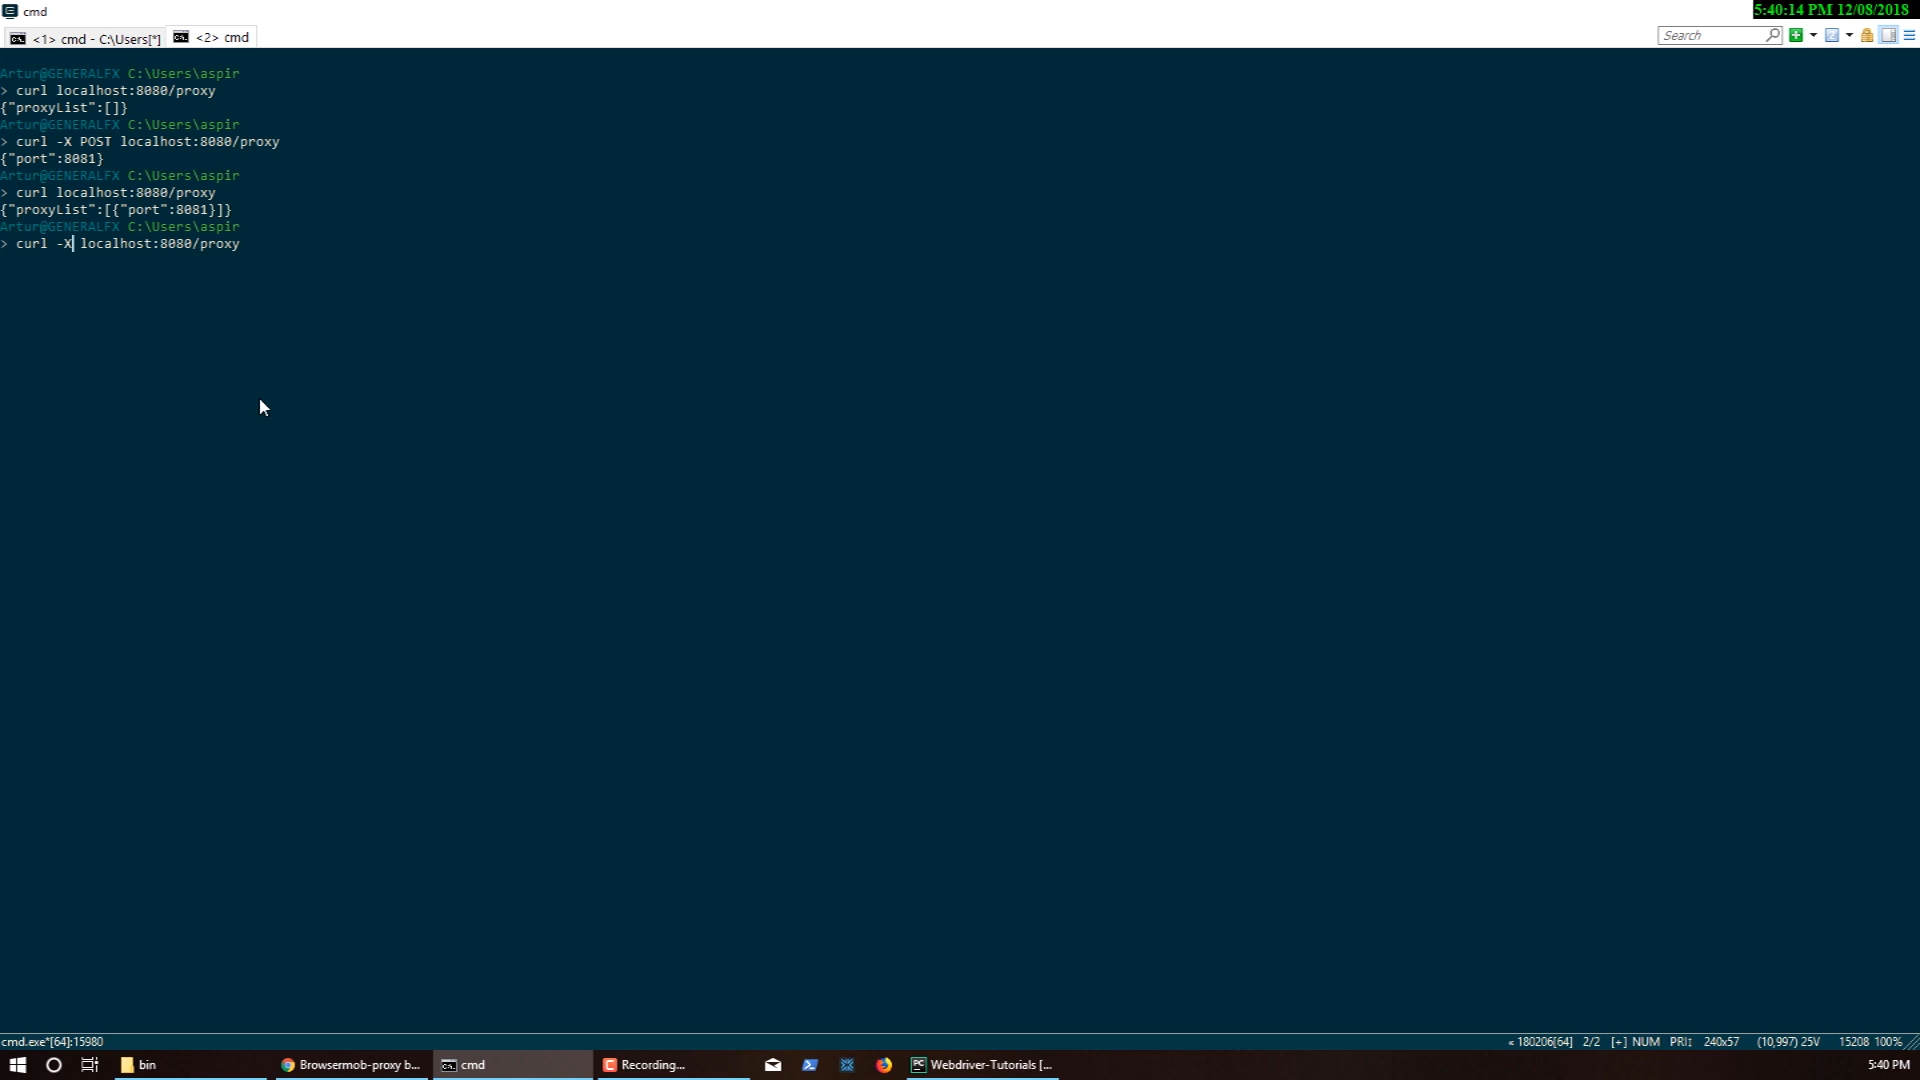 cmd
5:40:14 PM 12/08/2018
<1> cmd - C:\Users[*]
<2> cmd
Search
Artur@GENERALFX C:\Users\aspir
> curl localhost:8080/proxy
{"proxyList":[]}
Artur@GENERALFX C:\Users\aspir
> curl -X POST localhost:8080/proxy
{"port":8081}
Artur@GENERALFX C:\Users\aspir
> curl localhost:8080/proxy
{"proxyList":[{"port":8081}]}
Artur@GENERALFX C:\Users\aspir
> curl -X localhost:8080/proxy
cmd.exe*[64]:15980
« 180206[64] 2/2 [+] NUM PRI↕ 240x57 (10,997) 25V 15208 100%
bin
Browsermob-proxy b...
cmd
Recording...
Webdriver-Tutorials [...
5:40 PM